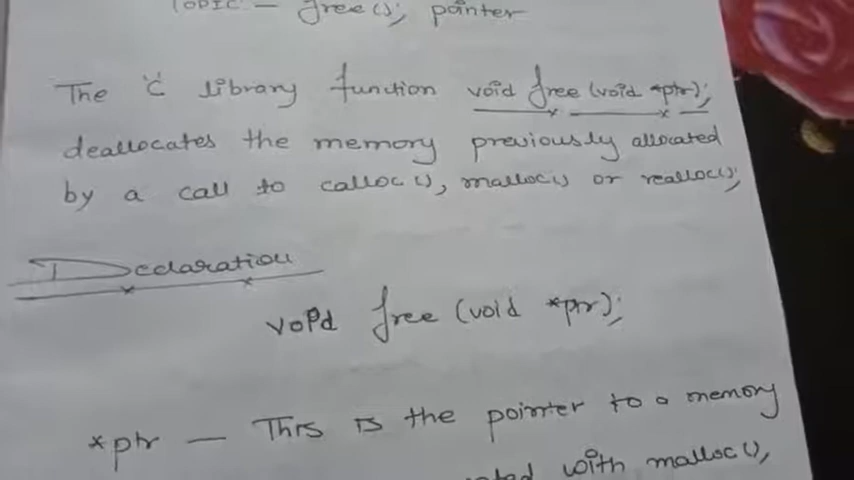 TOPIC - free(); pointer
The 'C' library function void free (void *ptr);
deallocates the memory previously allocated
by a call to calloc(), malloc() or realloc();
Declaration
void free (void *ptr);
*ptr — This is the pointer to a memory
with malloc(),